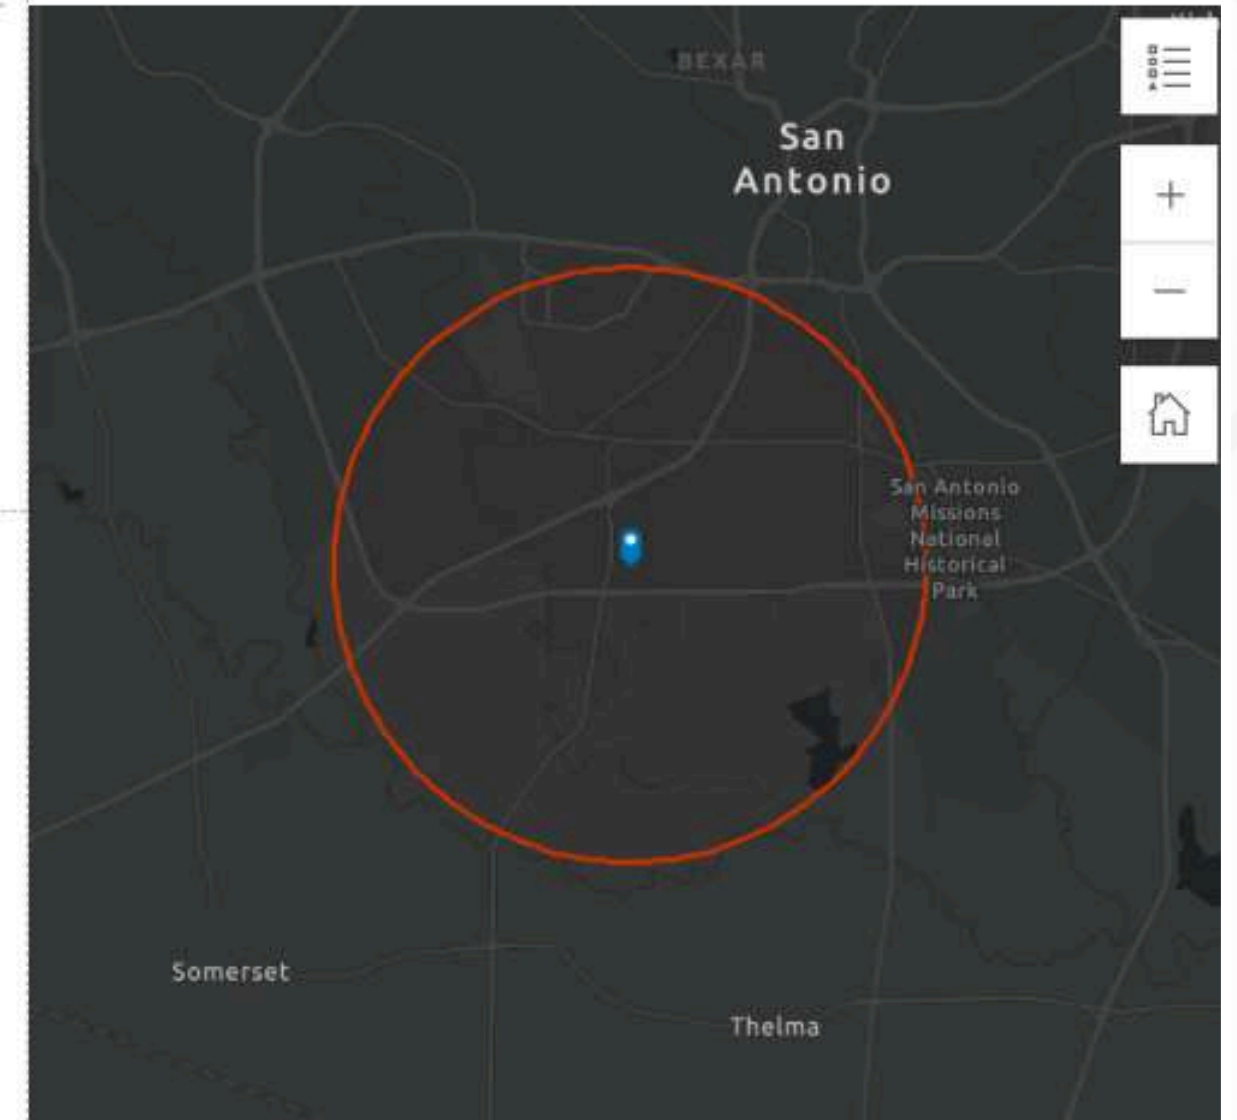 BEXAR
San
Antonio
San Antonio
Missions
National
Historical
Park
Somerset
Thelma